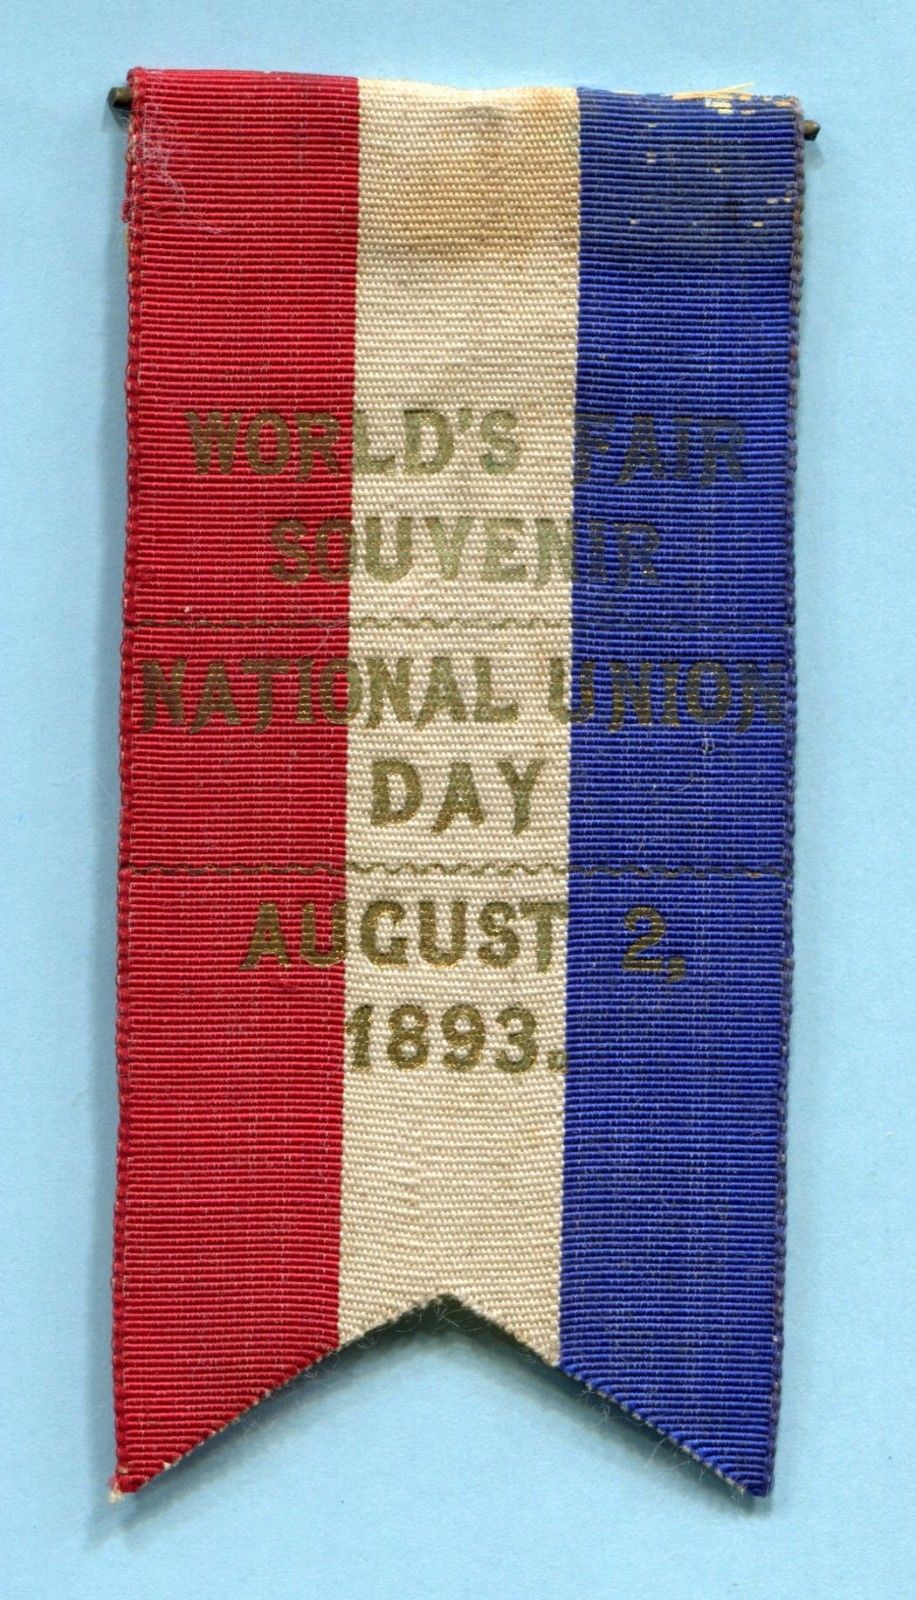 WORLD'S FAIR
SOUVENIR
NATIONAL UNION
DAY
AUGUST 2,
1893.